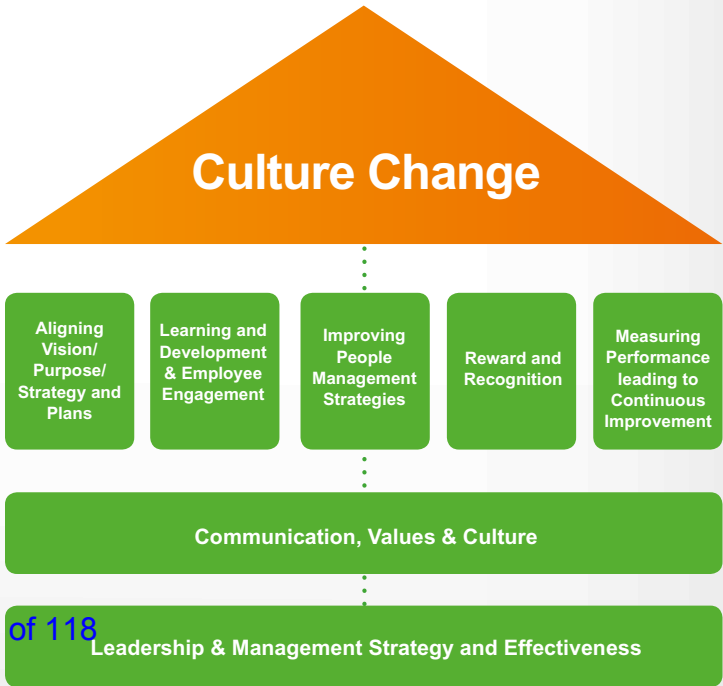 Culture Change
Aligning
Vision/
Purpose/
Strategy and
Plans
Learning and
Development
& Employee
Engagement
Improving
People
Management
Strategies
Reward and
Recognition
Measuring
Performance
leading to
Continuous
Improvement
Communication, Values & Culture
of 118
Leadership & Management Strategy and Effectiveness